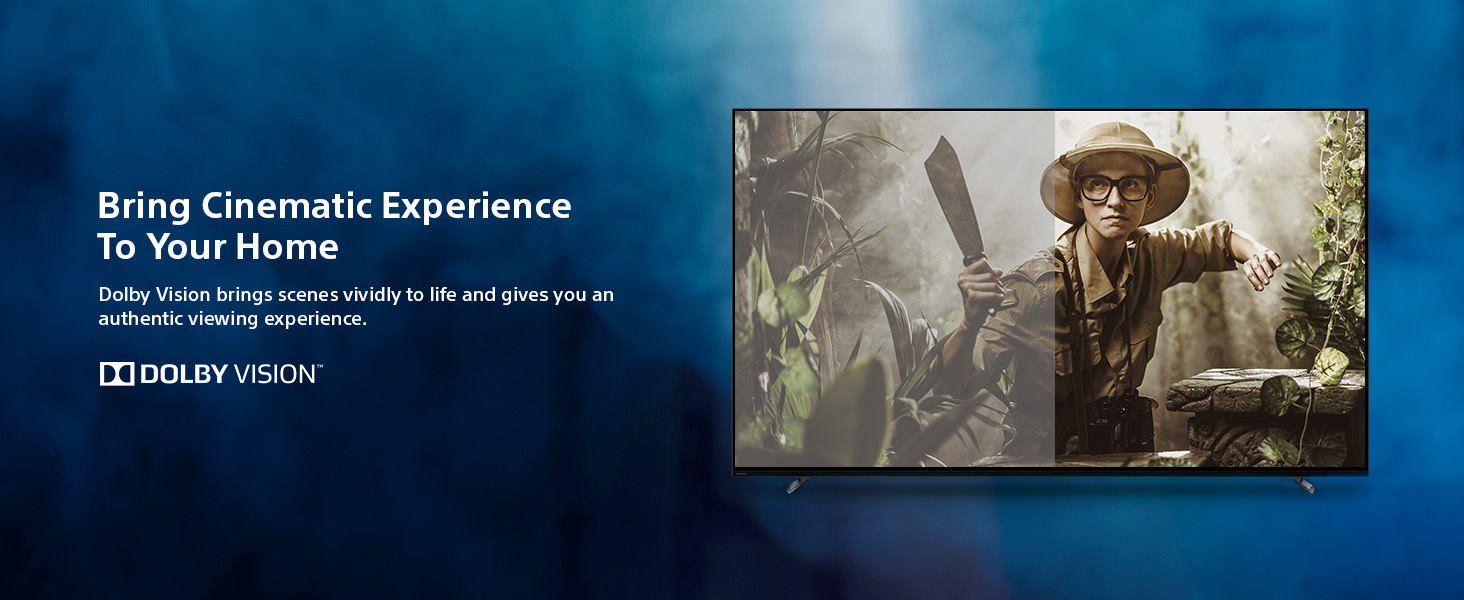 Bring Cinematic Experience
To Your Home
Dolby Vision brings scenes vividly to life and gives you an
authentic viewing experience.
DOLBY VISION™